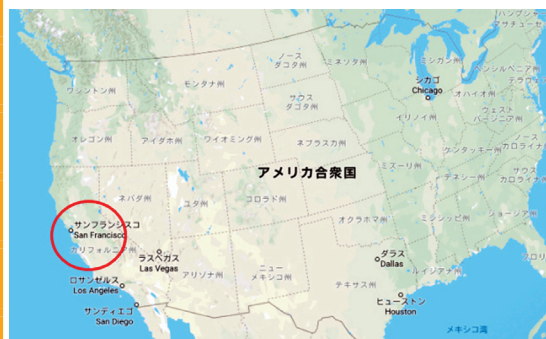 ハンプシ
アサチューセ
ワシントン州
モンタナ州
ノース
ダコタ州
ミネソタ州
ミシガン州
ペンシルベニア州
シカゴ
Chicago
オハイオ州
サウス
ダコタ州
ウェスト
バージニア州
オレゴン州
アイダホ州
ワイオミング州
ネブラスカ州
イリノイ州
アメリカ合衆国
ミズーリ州
ケンタッキー州
ノース
カロライナ
テネシー州
サウス
カロライナ
ネバダ州
ユタ州
コロラド州
オクラホマ州
ミシシッピ州
ジョージア州
サンフランシスコ
San Francisco
カリフォルニア州
ラスベガス
Las Vegas
アリゾナ州
ニュー
メキシコ州
ダラス
Dallas
ルイジアナ州
フロリ
ロサンゼルス
Los Angeles
テキサス州
サンディエゴ
San Diego
ヒューストン
Houston
メキシコ湾